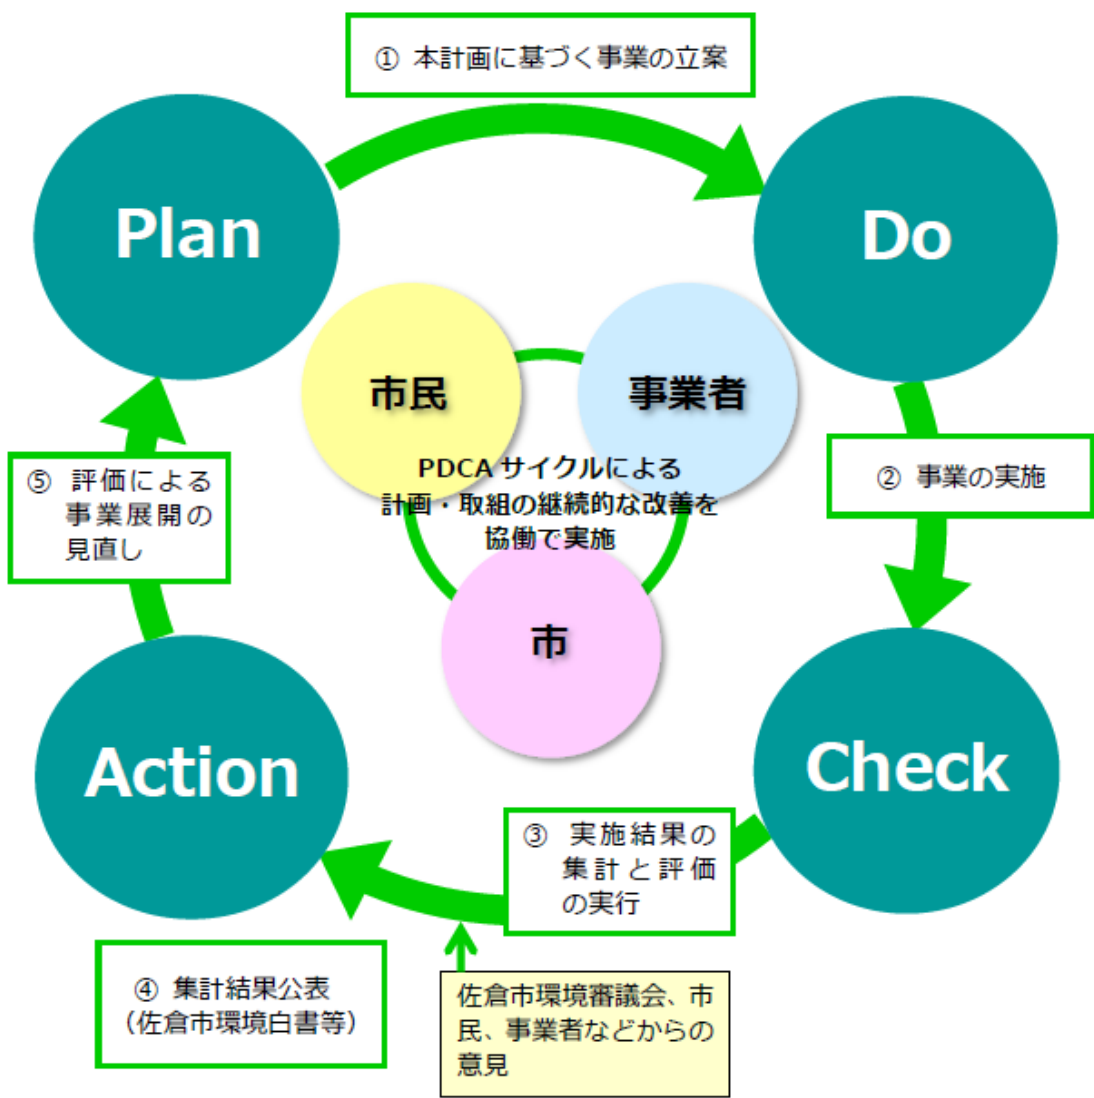 ① 本計画に基づく事業の立案
Plan
Do
市民
事業者
PDCA サイクルによる
計画・取組の継続的な改善を
協働で実施
市
② 事業の実施
⑤ 評価による
事業展開の
見直し
Action
Check
③ 実施結果の
集計と評価
の実行
④ 集計結果公表
（佐倉市環境白書等）
佐倉市環境審議会、市
民、事業者などからの
意見